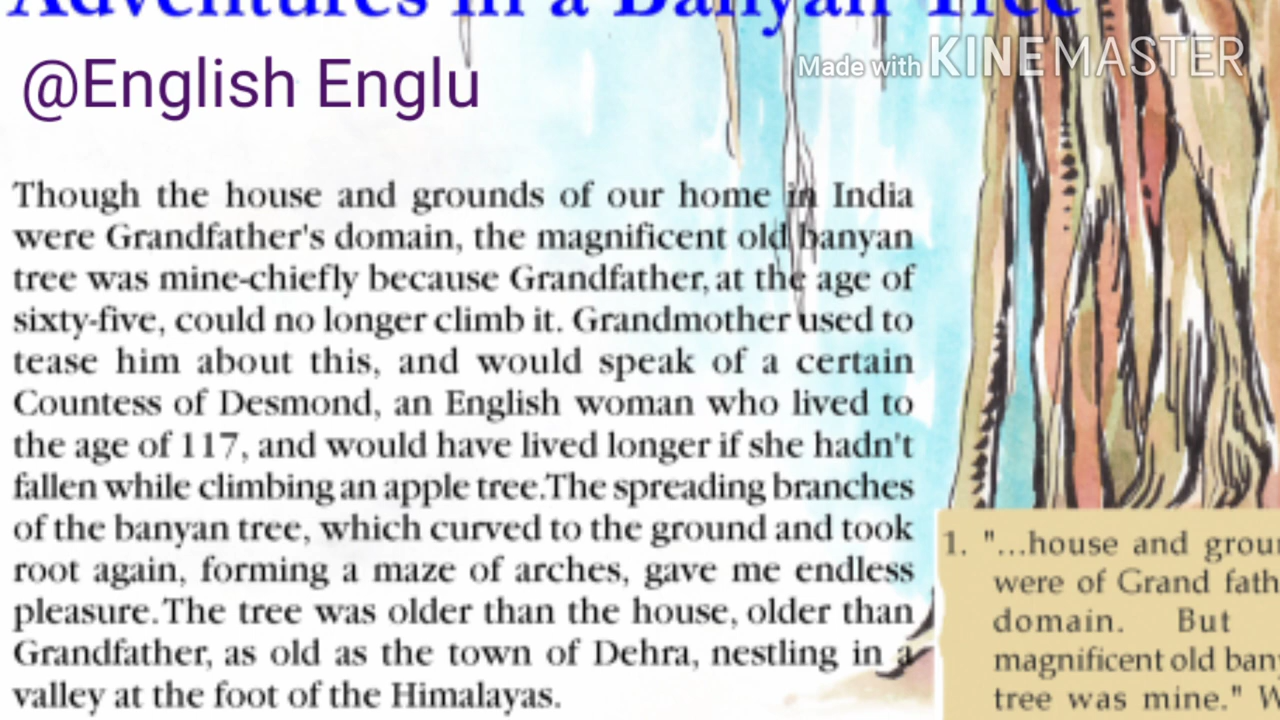 Adventures in a Banyan Tree
@English Englu
Made with KINEMASTER
Though the house and grounds of our home in India
were Grandfather's domain, the magnificent old banyan
tree was mine-chiefly because Grandfather, at the age of
sixty-five, could no longer climb it. Grandmother used to
tease him about this, and would speak of a certain
Countess of Desmond, an English woman who lived to
the age of 117, and would have lived longer if she hadn't
fallen while climbing an apple tree.The spreading branches
of the banyan tree, which curved to the ground and took
root again, forming a maze of arches, gave me endless
pleasure.The tree was older than the house, older than
Grandfather, as old as the town of Dehra, nestling in a
valley at the foot of the Himalayas.
1. "...house and groun
were of Grand fath
domain. But
magnificent old bany
tree was mine." W